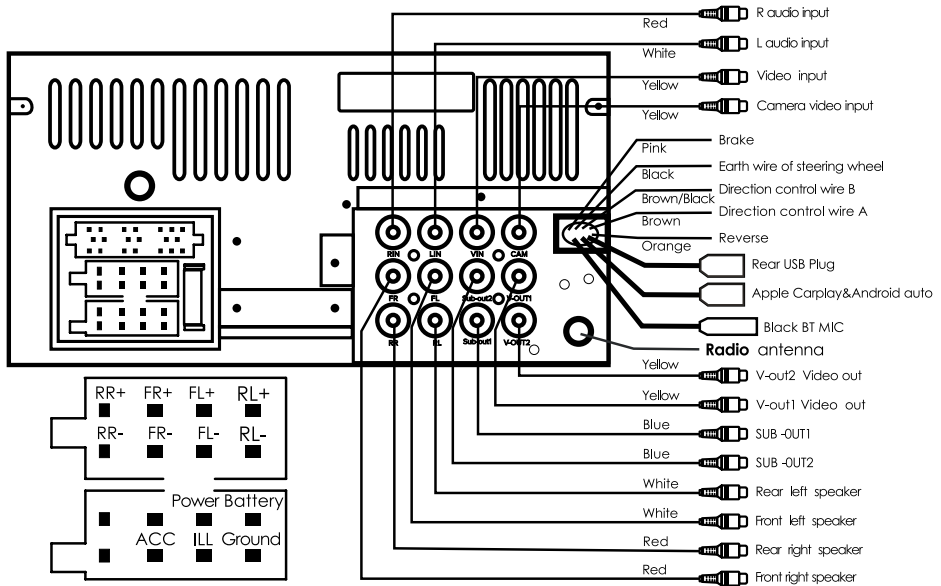 Red R audio input
White L audio input
Yellow Video input
Yellow Camera video input
Pink Brake
Black Earth wire of steering wheel
Brown/Black Direction control wire B
Brown Direction control wire A
Orange Reverse
Rear USB Plug
Apple Carplay&Android auto
Black BT MIC
Radio antenna
RIN LIN VIN CAM
FR FL Sub-out2 V-OUT1
RR RL Sub-out1 V-OUT2
Yellow V-out2 Video out
Yellow V-out1 Video out
Blue SUB -0UT1
Blue SUB -0UT2
White Rear left speaker
White Front left speaker
Red Rear right speaker
Red Front right speaker
RR+ FR+ FL+ RL+
RR- FR- FL- RL-
Power Battery
ACC ILL Ground